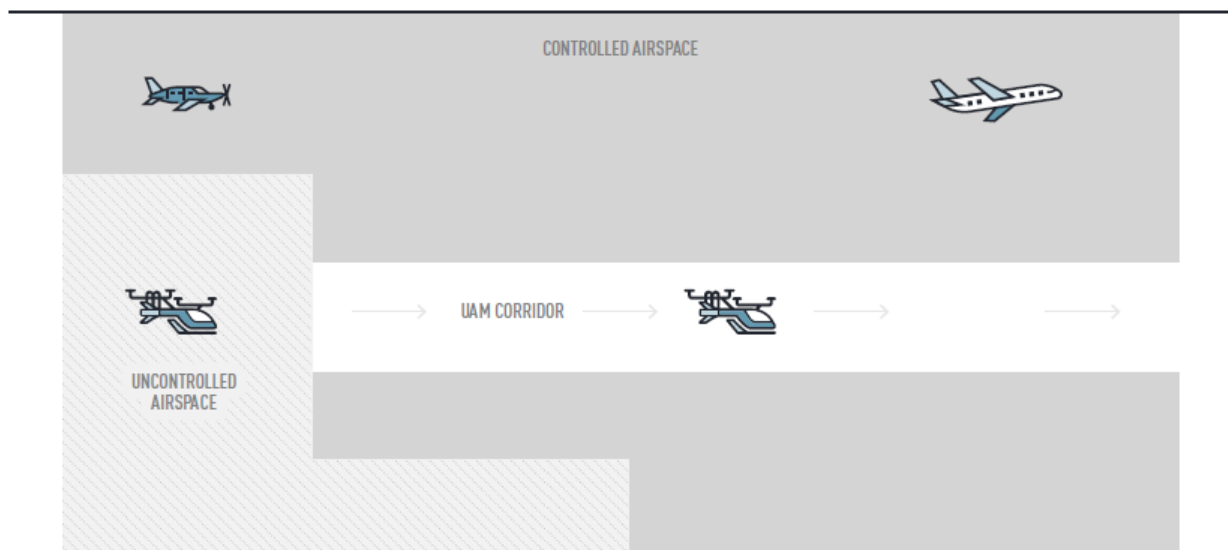 CONTROLLED AIRSPACE
UAM CORRIDOR
UNCONTROLLED
AIRSPACE